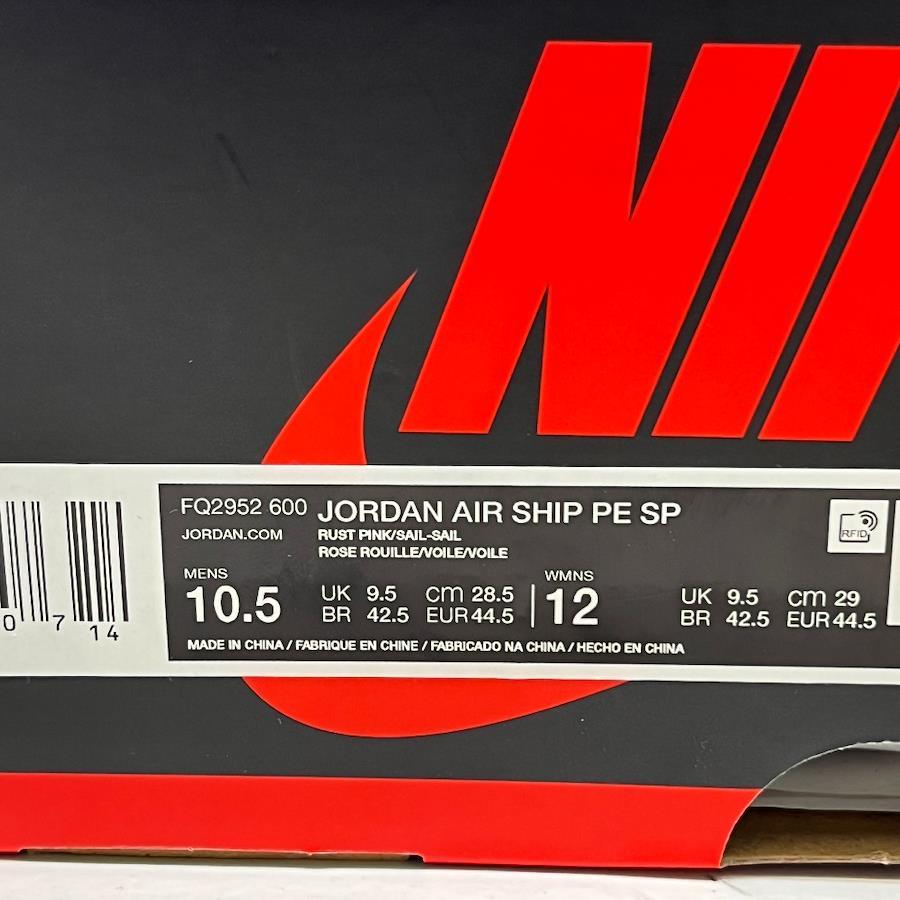 NI
FQ2952 600 JORDAN AIR SHIP PE SP
JORDAN.COM RUST PINK/SAIL-SAIL
ROSE ROUILLE/VOILE/VOILE
RFID
MENS WMNS
10.5 UK 9.5 cm 28.5 12 UK 9.5 cm 29
BR 42.5 EUR 44.5 BR 42.5 EUR 44.5
0 7 14
MADE IN CHINA / FABRIQUE EN CHINE / FABRICADO NA CHINA / HECHO EN CHINA